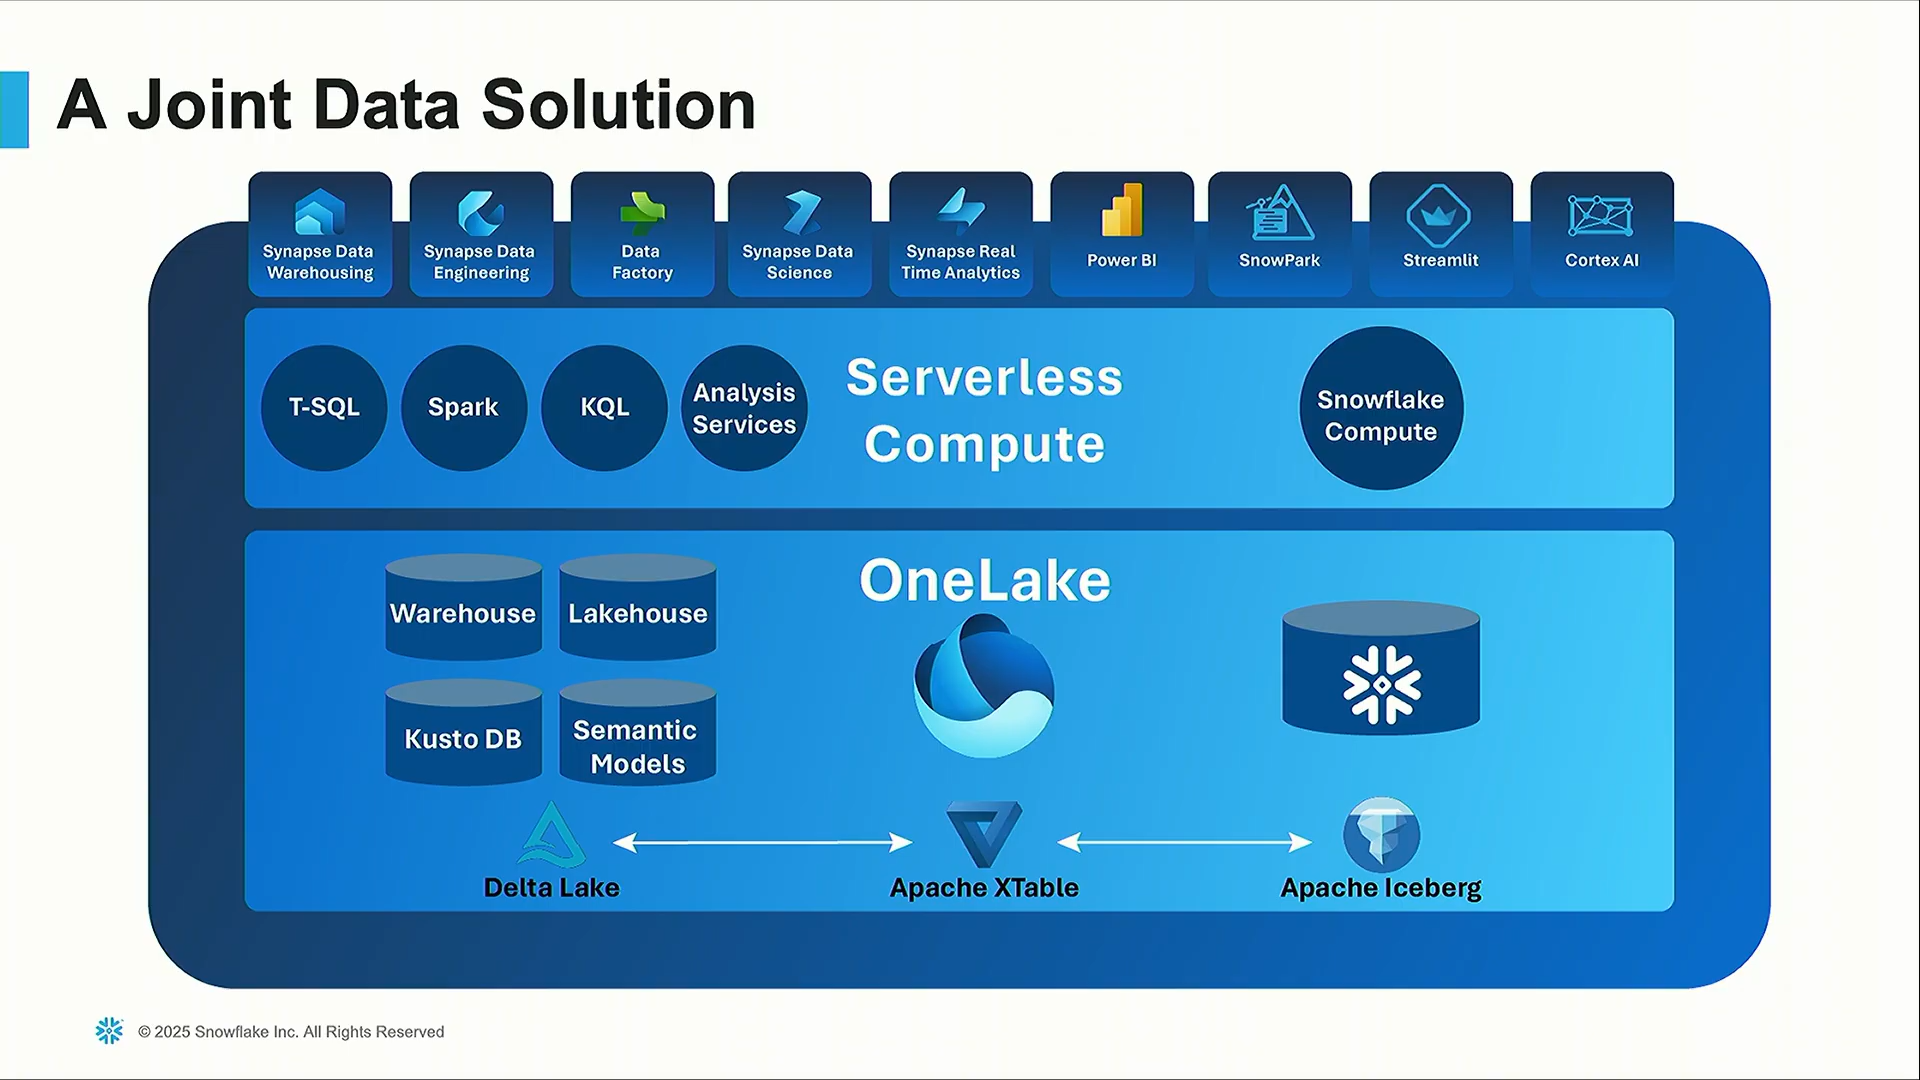 A Joint Data Solution
Synapse Data
Warehousing
Synapse Data
Engineering
Data
Factory
Synapse Data
Science
Synapse Real
Time Analytics
Power BI
SnowPark
Streamlit
Cortex AI
T-SQL
Spark
KQL
Analysis
Services
Serverless
Compute
Snowflake
Compute
OneLake
Warehouse
Lakehouse
Kusto DB
Semantic
Models
Delta Lake
Apache XTable
Apache Iceberg
© 2025 Snowflake Inc. All Rights Reserved